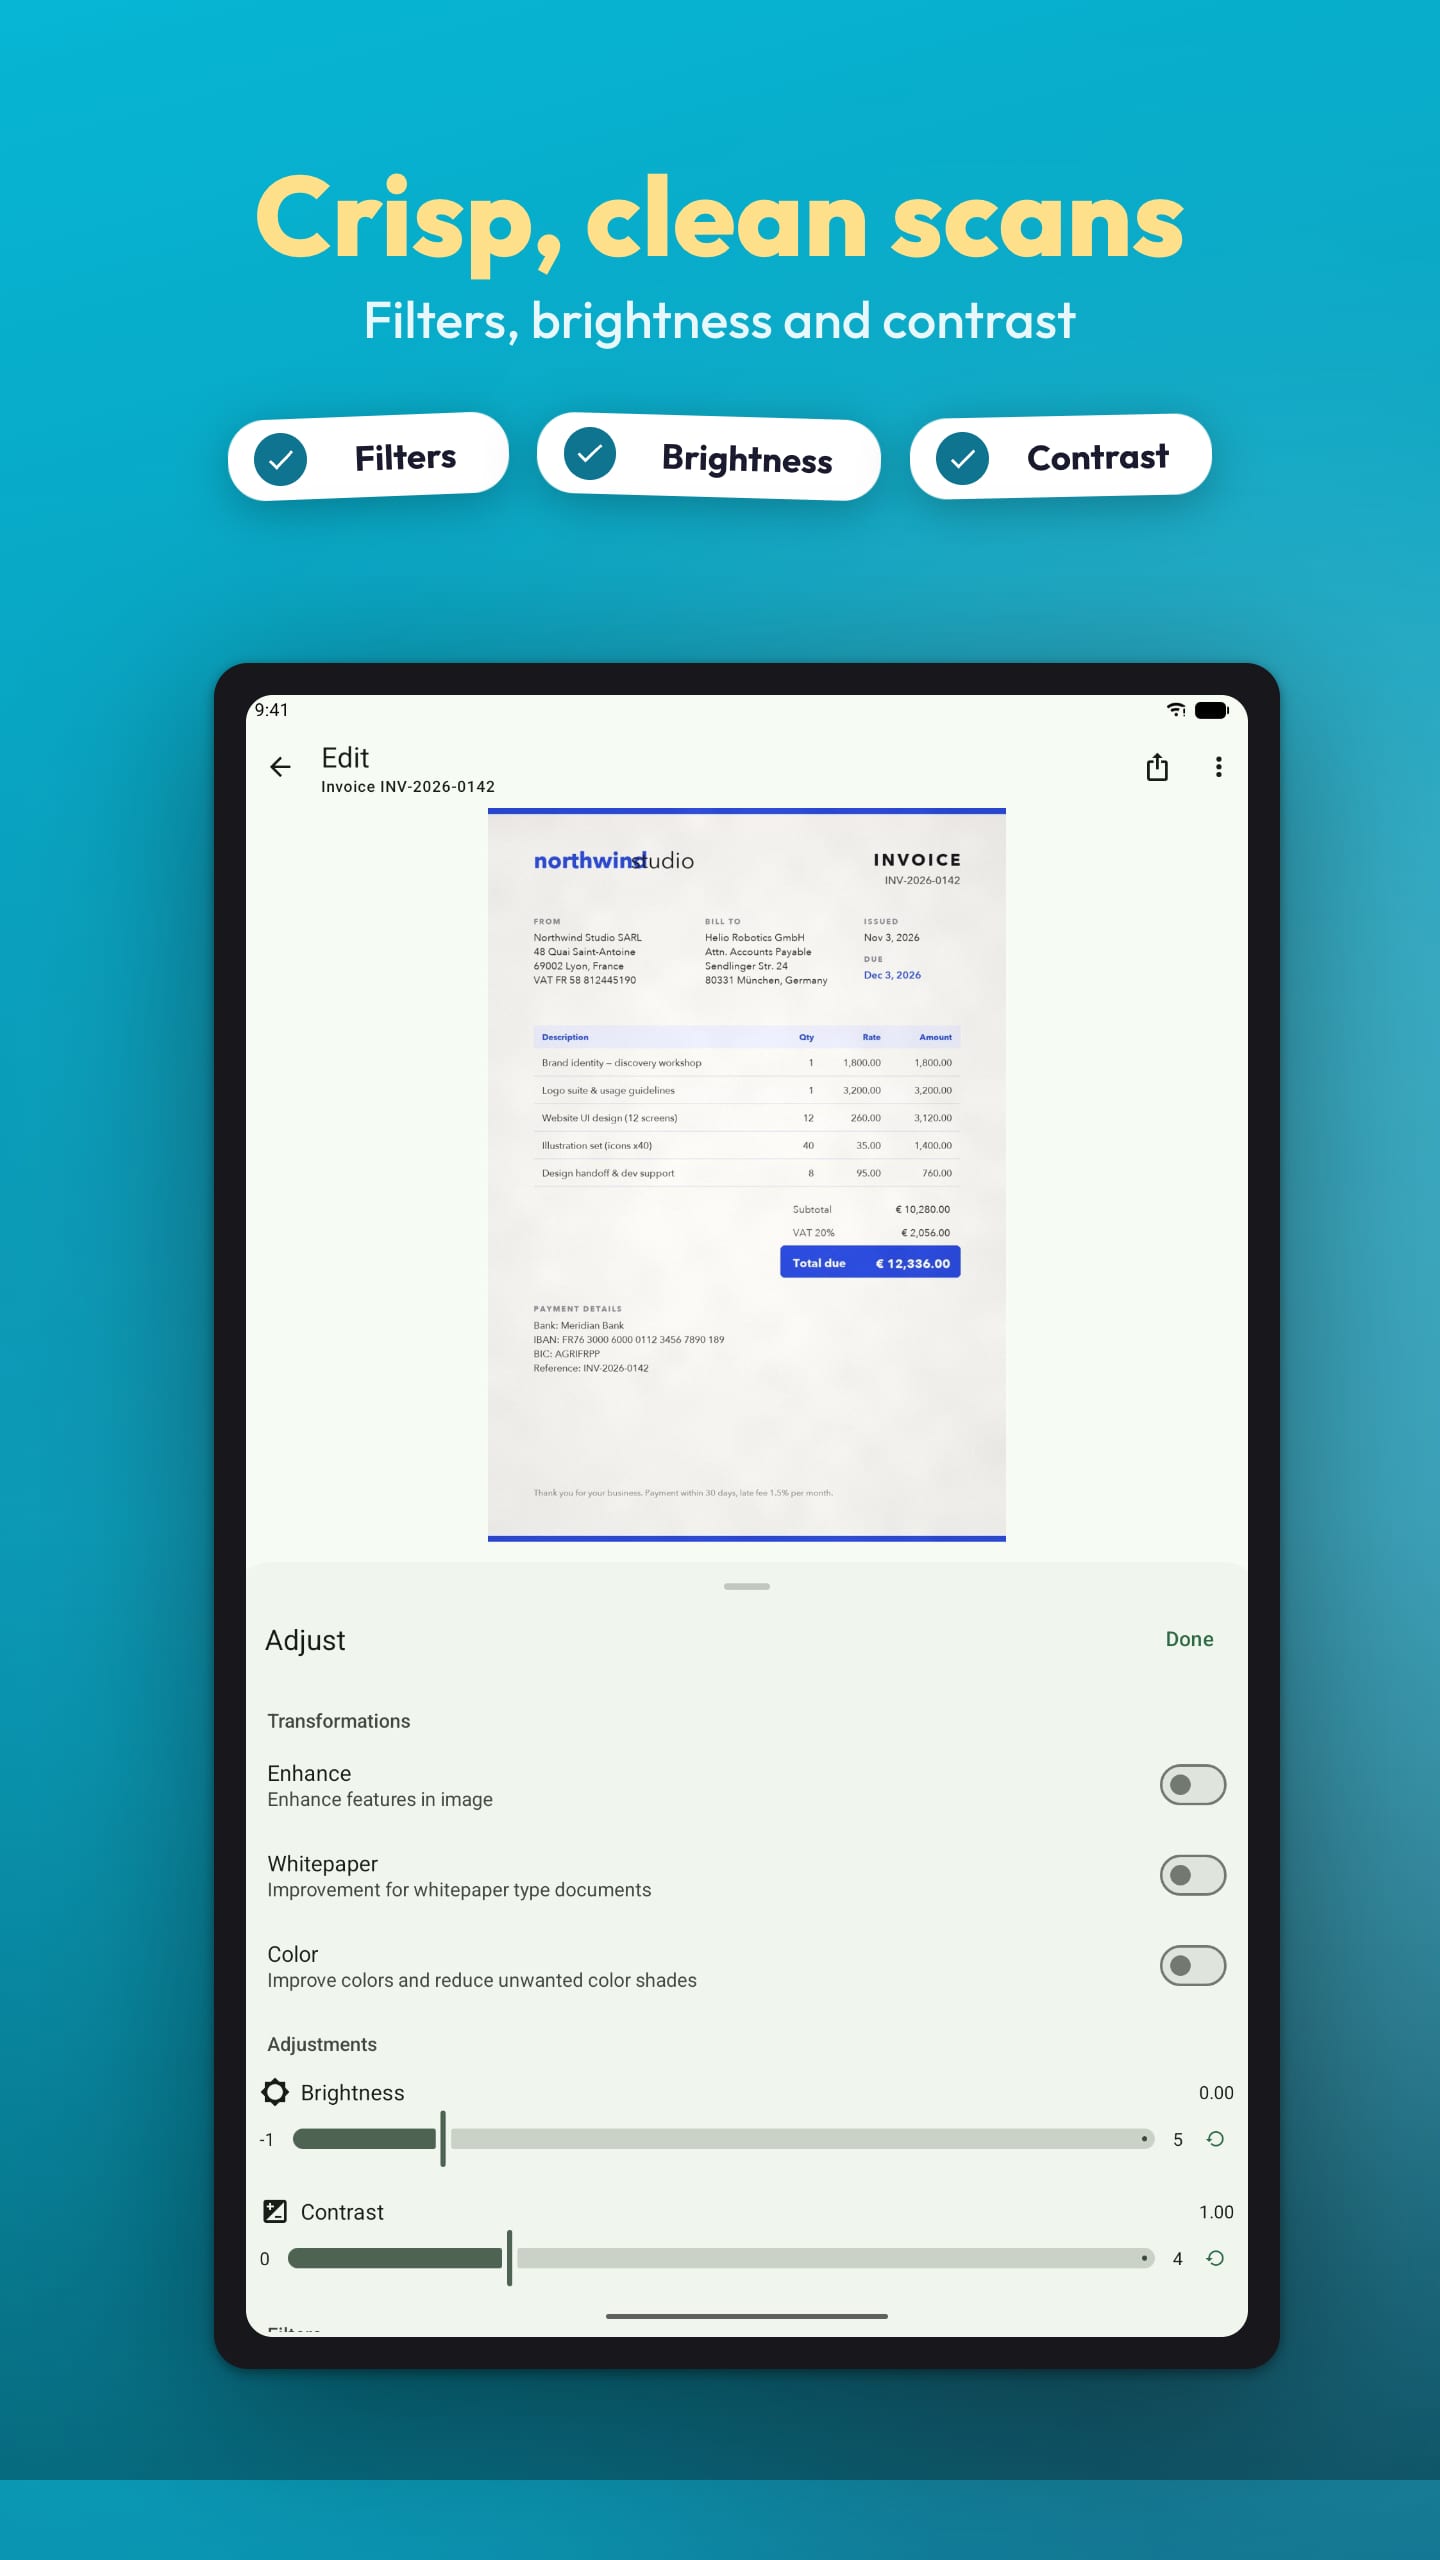 Crisp, clean scans
Filters, brightness and contrast
Filters
Brightness
Contrast
9:41
Edit
Invoice INV-2026-0142
northwindstudio
INVOICE
INV-2026-0142
FROM
Northwind Studio SARL
48 Quai Saint-Antoine
69002 Lyon, France
VAT FR 58 812445190
BILL TO
Helio Robotics GmbH
Attn. Accounts Payable
Sendlinger Str. 24
80331 München, Germany
ISSUED
Nov 3, 2026
DUE
Dec 3, 2026
Description Qty Rate Amount
Brand identity – discovery workshop 1 1,800.00 1,800.00
Logo suite & usage guidelines 1 3,200.00 3,200.00
Website UI design (12 screens) 12 260.00 3,120.00
Illustration set (icons x40) 40 35.00 1,400.00
Design handoff & dev support 8 95.00 760.00
Subtotal € 10,280.00
VAT 20% € 2,056.00
Total due € 12,336.00
PAYMENT DETAILS
Bank: Meridian Bank
IBAN: FR76 3000 6000 0112 3456 7890 189
BIC: AGRIFRPP
Reference: INV-2026-0142
Thank you for your business. Payment within 30 days, late fee 1.5% per month.
Adjust
Done
Transformations
Enhance
Enhance features in image
Whitepaper
Improvement for whitepaper type documents
Color
Improve colors and reduce unwanted color shades
Adjustments
Brightness 0.00
-1 5
Contrast 1.00
0 4
Filters